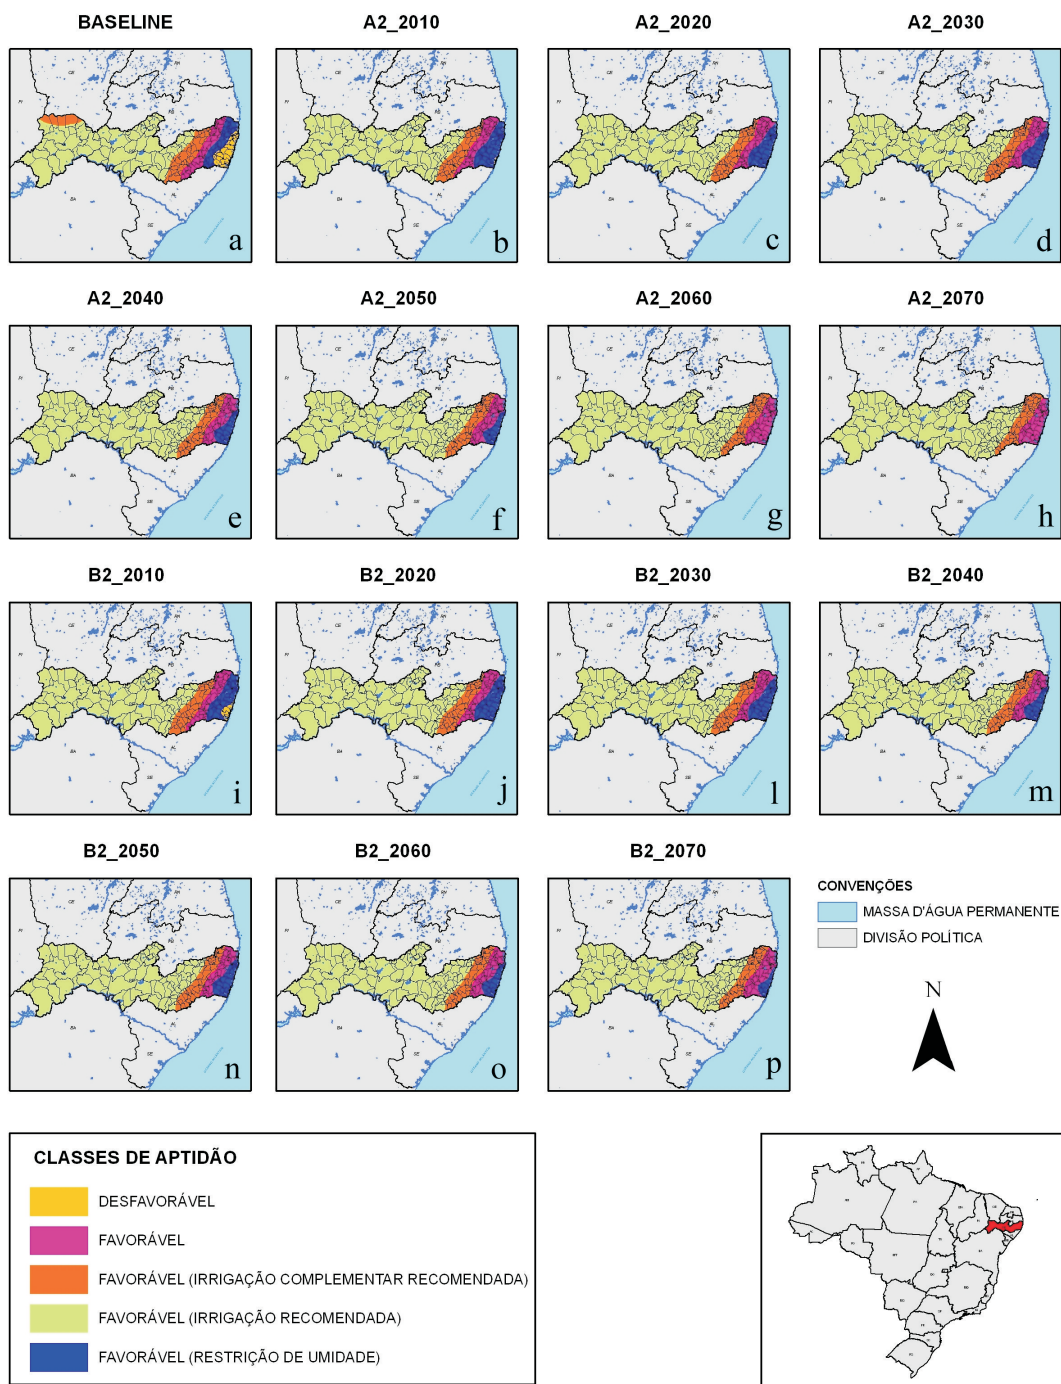 BASELINE
A2_2010
A2_2020
A2_2030
a
b
c
d
A2_2040
A2_2050
A2_2060
A2_2070
e
f
g
h
B2_2010
B2_2020
B2_2030
B2_2040
i
j
l
m
B2_2050
B2_2060
B2_2070
n
o
p
CONVENÇÕES
MASSA D'ÁGUA PERMANENTE
DIVISÃO POLÍTICA
N
CLASSES DE APTIDÃO
DESFAVORÁVEL
FAVORÁVEL
FAVORÁVEL (IRRIGAÇÃO COMPLEMENTAR RECOMENDADA)
FAVORÁVEL (IRRIGAÇÃO RECOMENDADA)
FAVORÁVEL (RESTRIÇÃO DE UMIDADE)